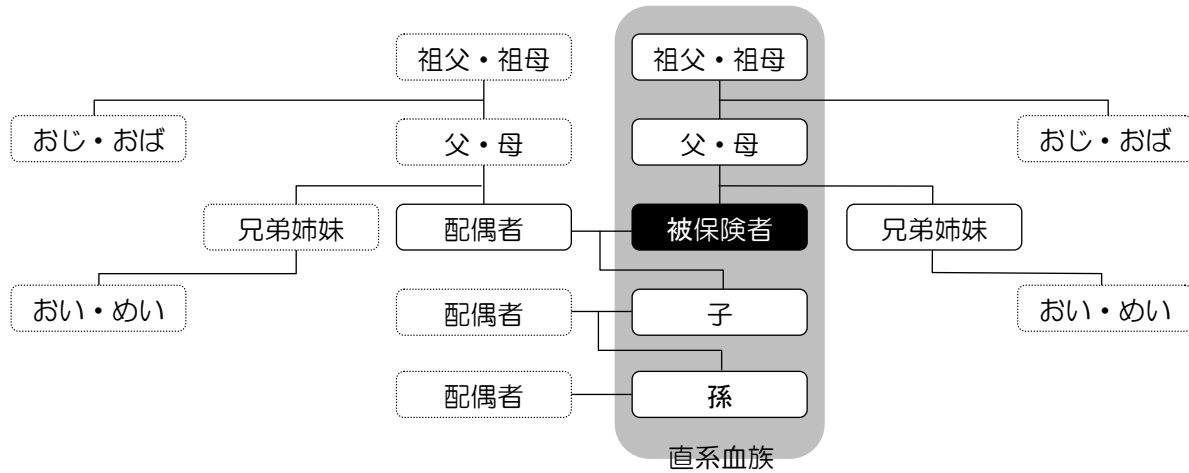 祖父・祖母
祖父・祖母
おじ・おば
父・母
父・母
おじ・おば
兄弟姉妹
配偶者
被保険者
兄弟姉妹
おい・めい
配偶者
子
おい・めい
配偶者
孫
直系血族